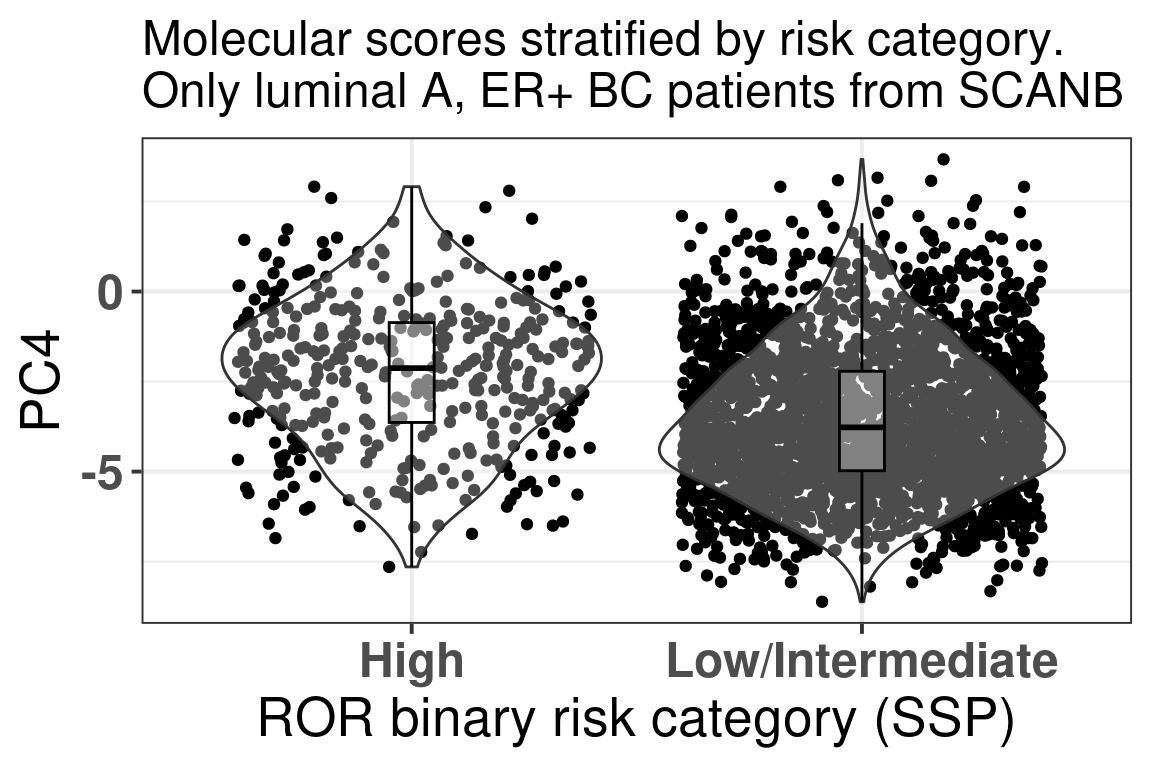 Molecular scores stratified by risk category.
Only luminal A, ER+ BC patients from SCANB
PC4
0
-5
High
Low/Intermediate
ROR binary risk category (SSP)